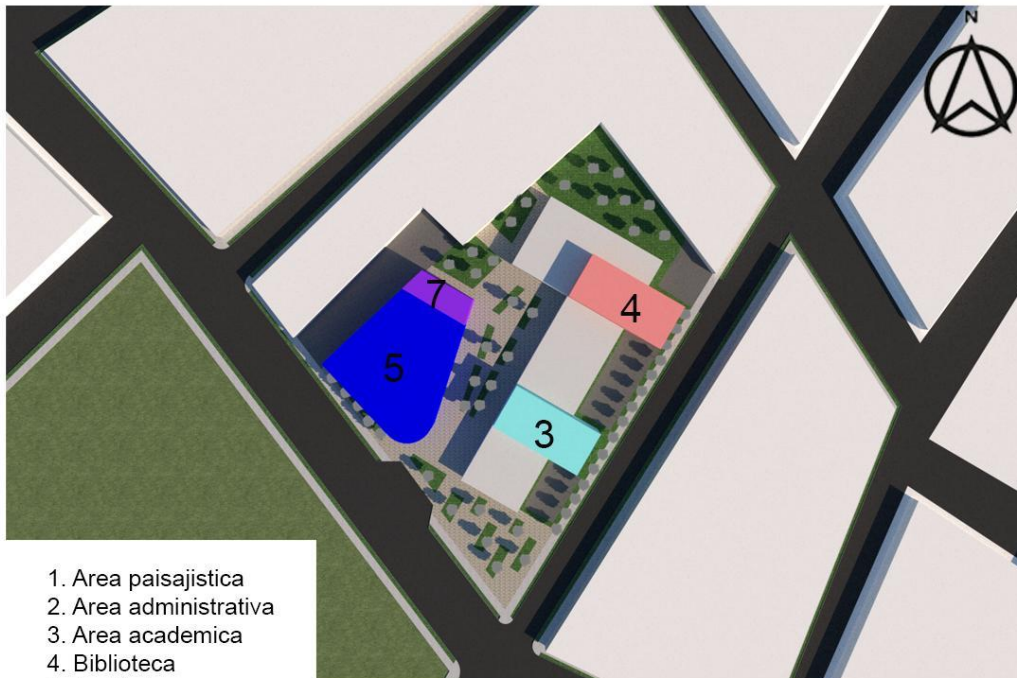 N
7
4
5
3
1. Area paisajistica
2. Area administrativa
3. Area academica
4. Biblioteca